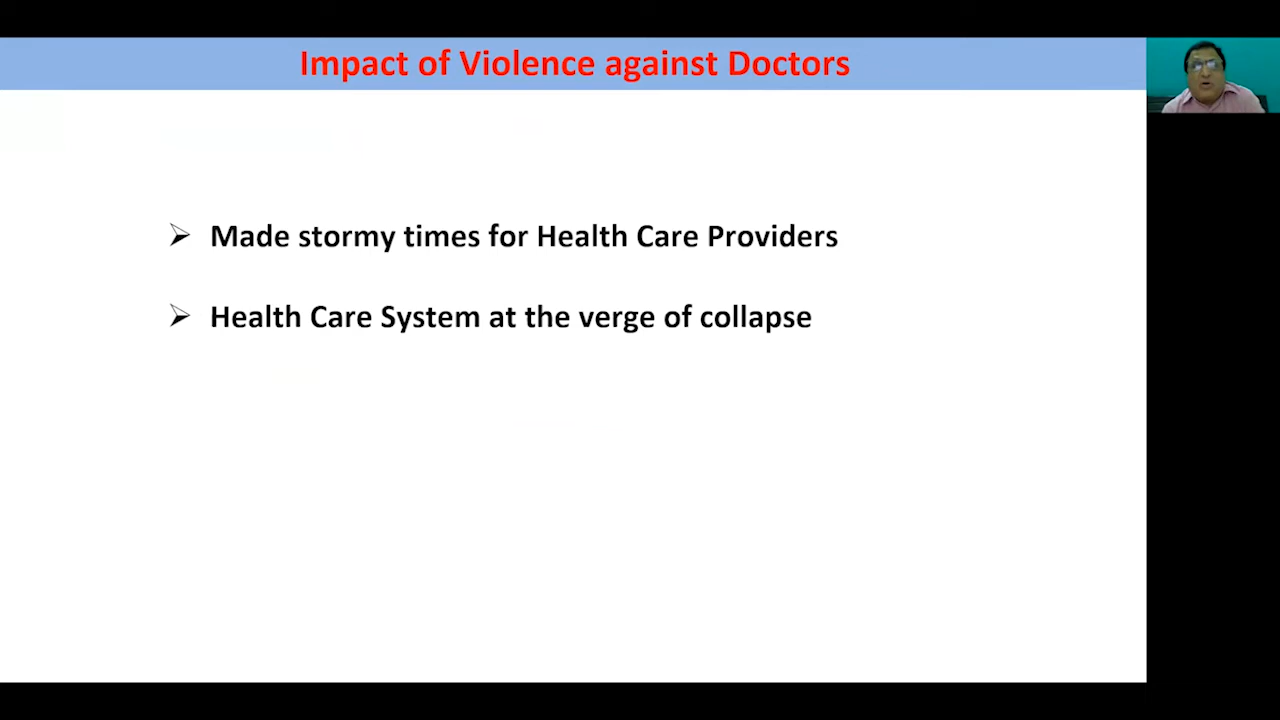 Impact of Violence against Doctors
➢ Made stormy times for Health Care Providers
➢ Health Care System at the verge of collapse